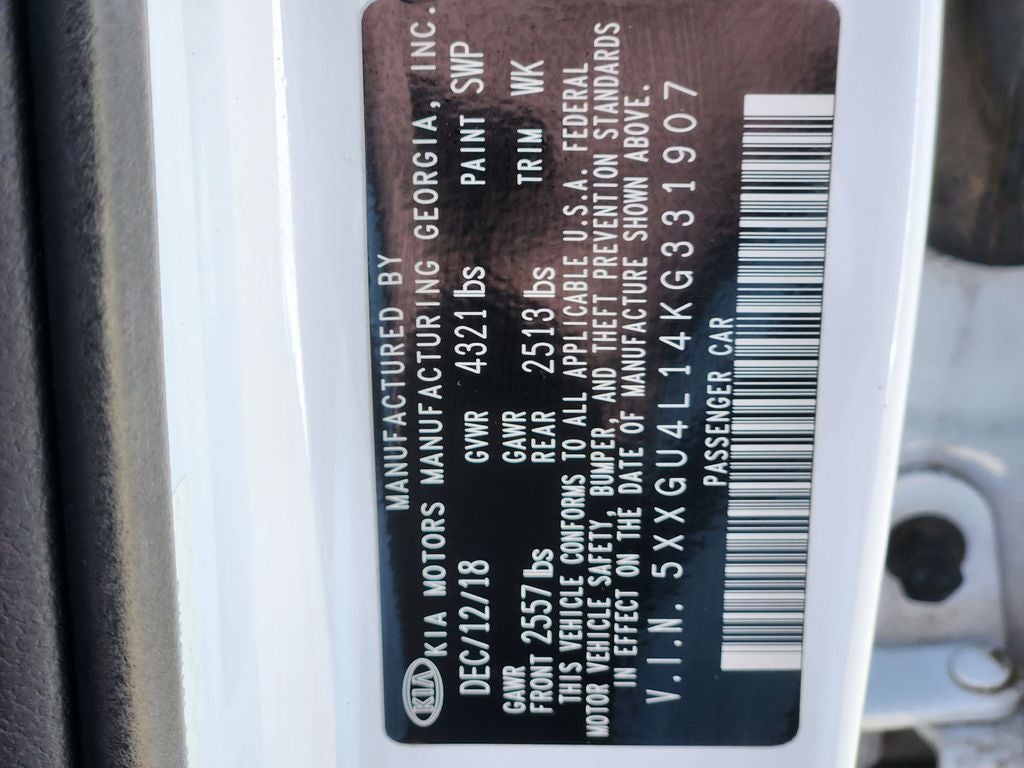 MANUFACTURED BY
KIA KIA MOTORS MANUFACTURING GEORGIA, INC.
DEC/12/18 GVWR 4321 lbs PAINT SWP
GAWR FRONT 2557 lbs GAWR REAR 2513 lbs TRIM WK
THIS VEHICLE CONFORMS TO ALL APPLICABLE U.S.A. FEDERAL
MOTOR VEHICLE SAFETY, BUMPER, AND THEFT PREVENTION STANDARDS
IN EFFECT ON THE DATE OF MANUFACTURE SHOWN ABOVE.
V.I.N. 5XXGU4L14KG331907
PASSENGER CAR